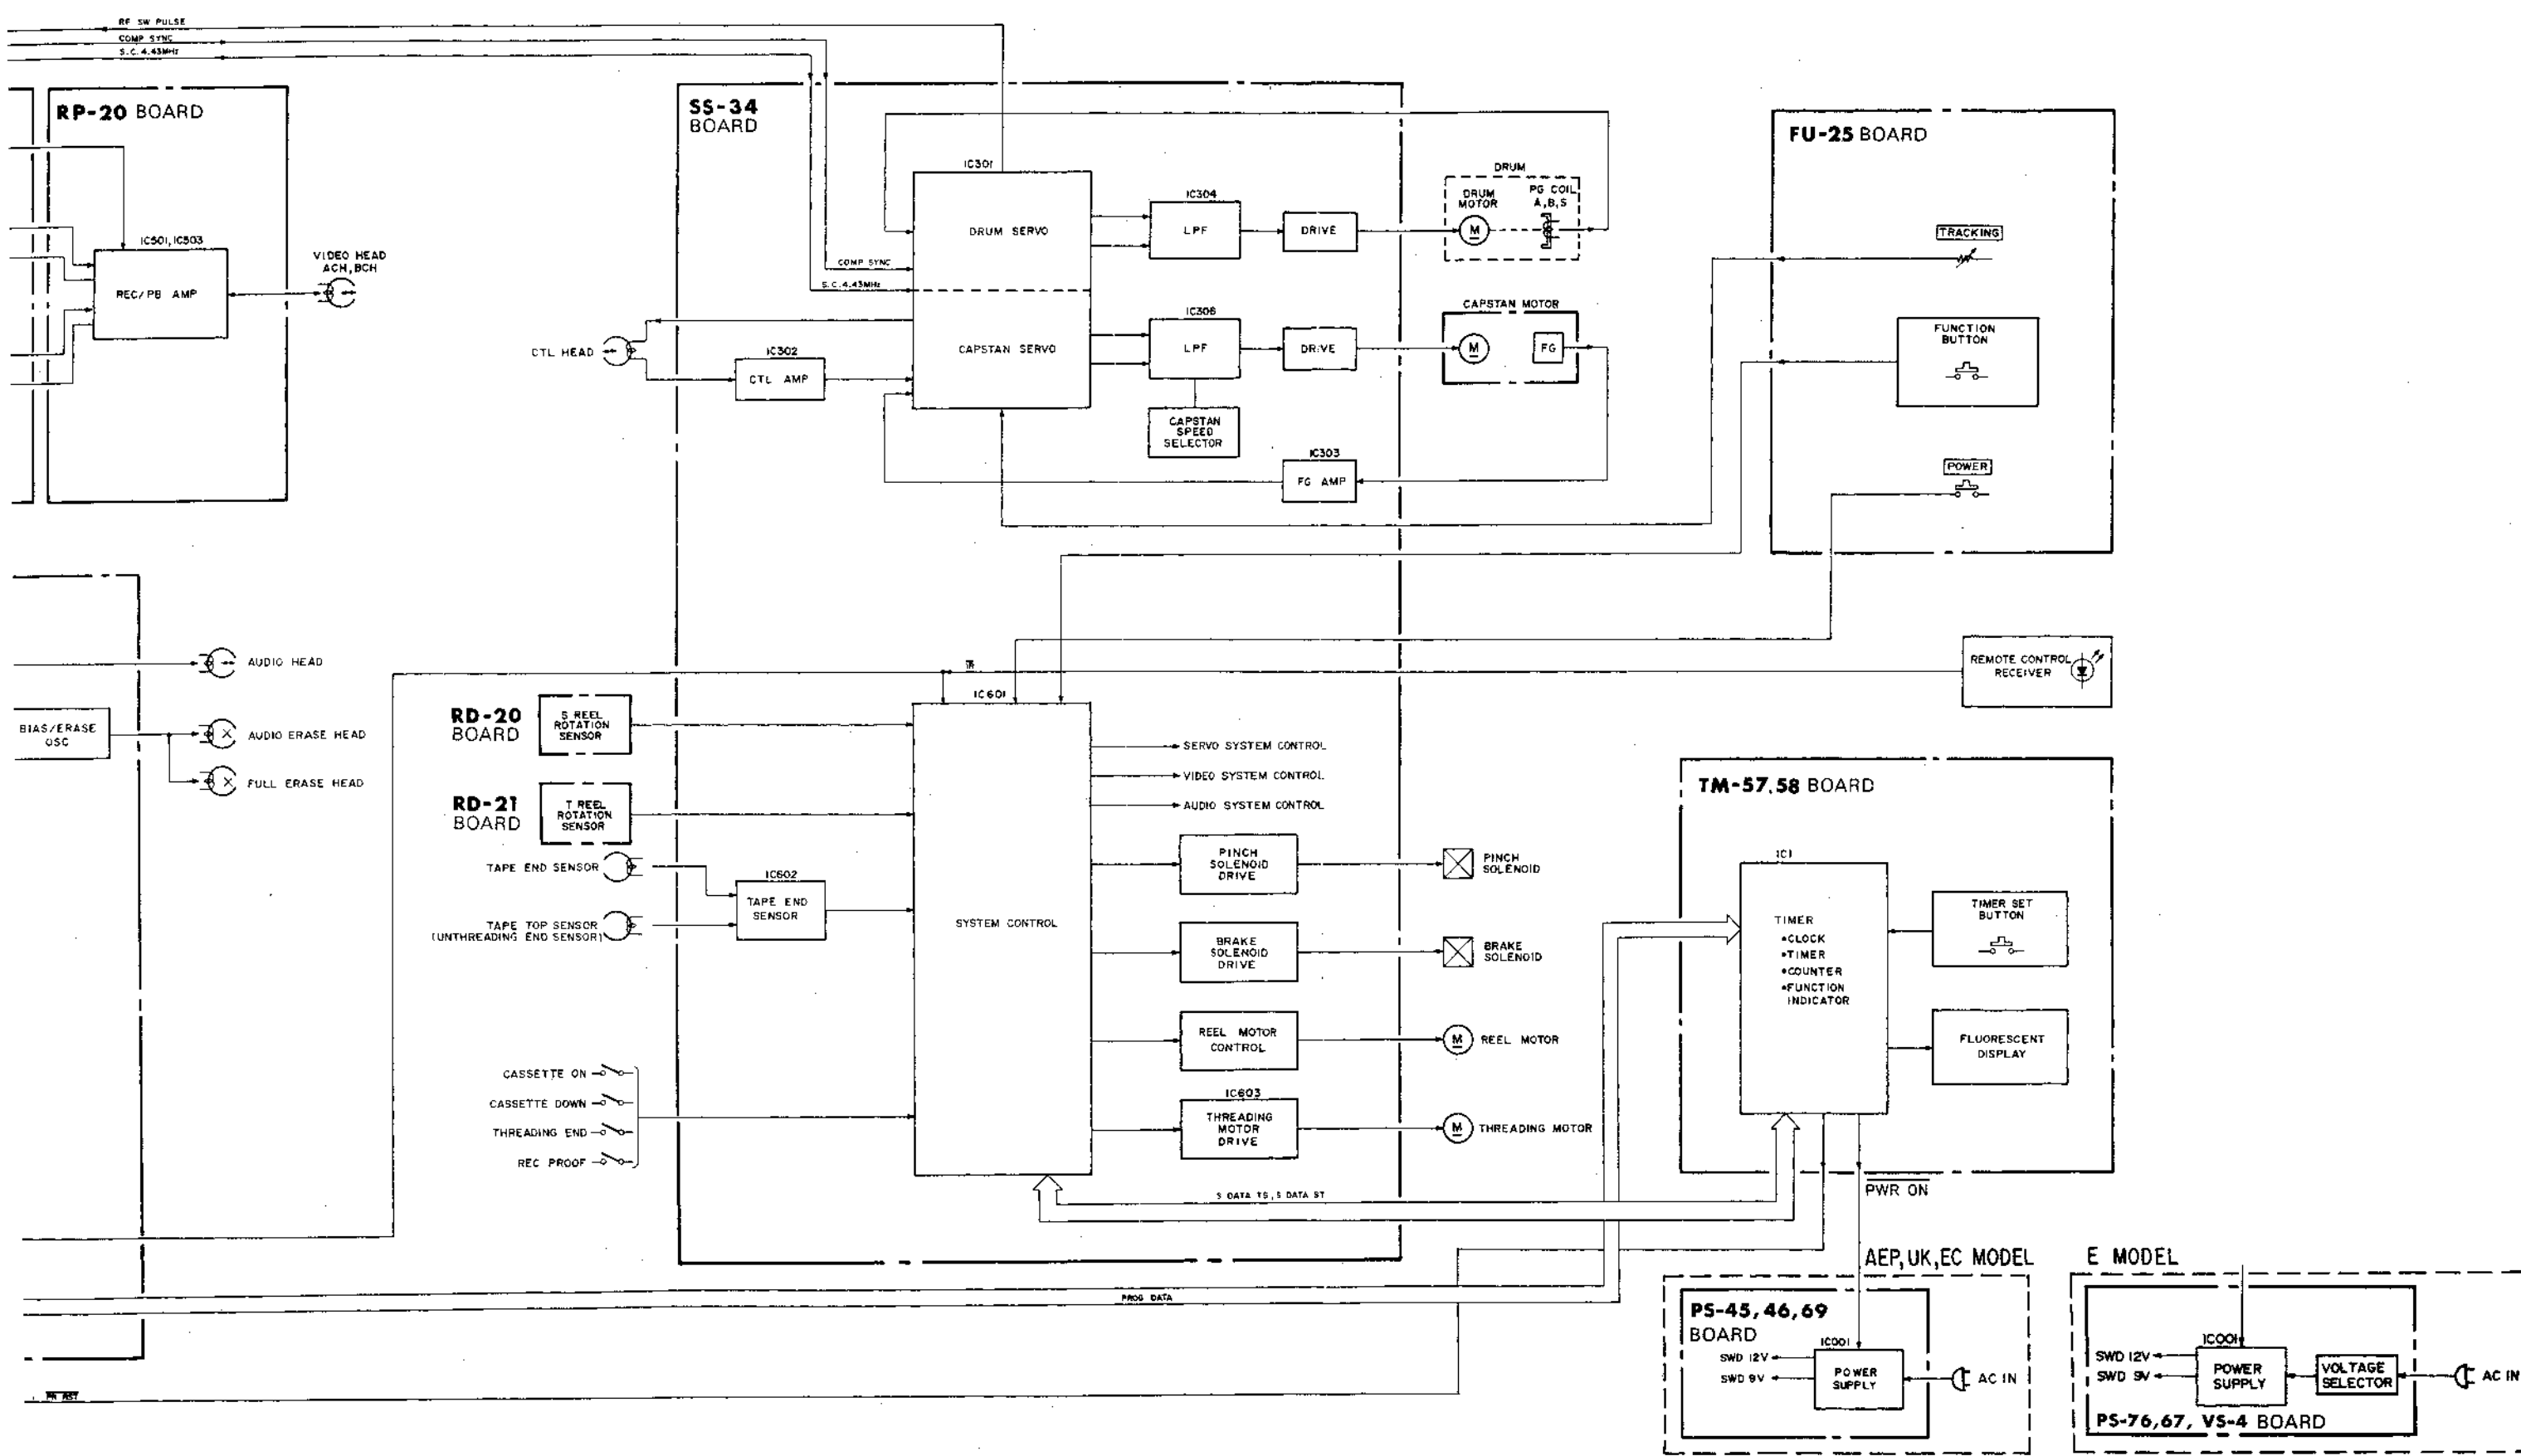 RF SW PULSE
COMP SYNC
S.C. 4.43MHz
RP-20 BOARD
IC501, IC503
REC/PB AMP
VIDEO HEAD
ACH, BCH
SS-34
BOARD
IC301
DRUM SERVO
COMP SYNC
S.C. 4.43MHz
CAPSTAN SERVO
CTL HEAD
IC302
CTL AMP
IC304
LPF
DRIVE
DRUM
DRUM
MOTOR
M
PG COIL
A, B, S
IC306
LPF
DRIVE
CAPSTAN MOTOR
M
FG
CAPSTAN
SPEED
SELECTOR
IC303
FG AMP
FU-25 BOARD
TRACKING
FUNCTION
BUTTON
POWER
AUDIO HEAD
BIAS/ERASE
OSC
AUDIO ERASE HEAD
FULL ERASE HEAD
REMOTE CONTROL
RECEIVER
RD-20
BOARD
S REEL
ROTATION
SENSOR
RD-21
BOARD
T REEL
ROTATION
SENSOR
TAPE END SENSOR
TAPE TOP SENSOR
(UNTHREADING END SENSOR)
IC602
TAPE END
SENSOR
IC601
SYSTEM CONTROL
SERVO SYSTEM CONTROL
VIDEO SYSTEM CONTROL
AUDIO SYSTEM CONTROL
PINCH
SOLENOID
DRIVE
PINCH
SOLENOID
BRAKE
SOLENOID
DRIVE
BRAKE
SOLENOID
REEL MOTOR
CONTROL
M
REEL MOTOR
IC603
THREADING
MOTOR
DRIVE
M
THREADING MOTOR
CASSETTE ON
CASSETTE DOWN
THREADING END
REC PROOF
S DATA TS, S DATA ST
TM-57,58 BOARD
IC1
TIMER
•CLOCK
•TIMER
•COUNTER
•FUNCTION
INDICATOR
TIMER SET
BUTTON
FLUORESCENT
DISPLAY
PWR ON
PROG DATA
AEP, UK, EC MODEL
PS-45, 46, 69
BOARD
IC001
SWD 12V
SWD 9V
POWER
SUPPLY
AC IN
E MODEL
IC001
SWD 12V
SWD 9V
POWER
SUPPLY
VOLTAGE
SELECTOR
AC IN
PS-76,67, VS-4 BOARD